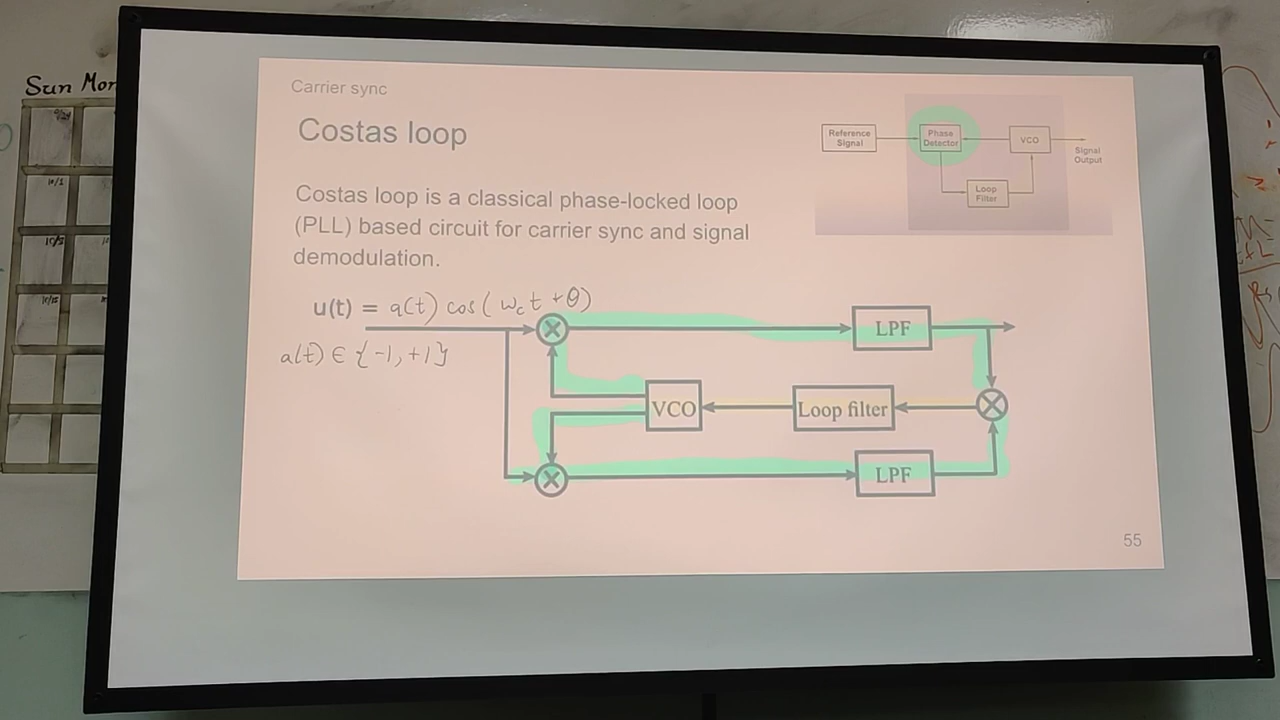 Sun Mon
Carrier sync
Costas loop
Reference
Signal
Phase
Detector
VCO
Signal
Output
Loop
Filter
Costas loop is a classical phase-locked loop
(PLL) based circuit for carrier sync and signal
demodulation.
u(t) = a(t) cos(ω_c t + θ)
a(t) ∈ {-1, +1}
LPF
VCO
Loop filter
LPF
55
10/1